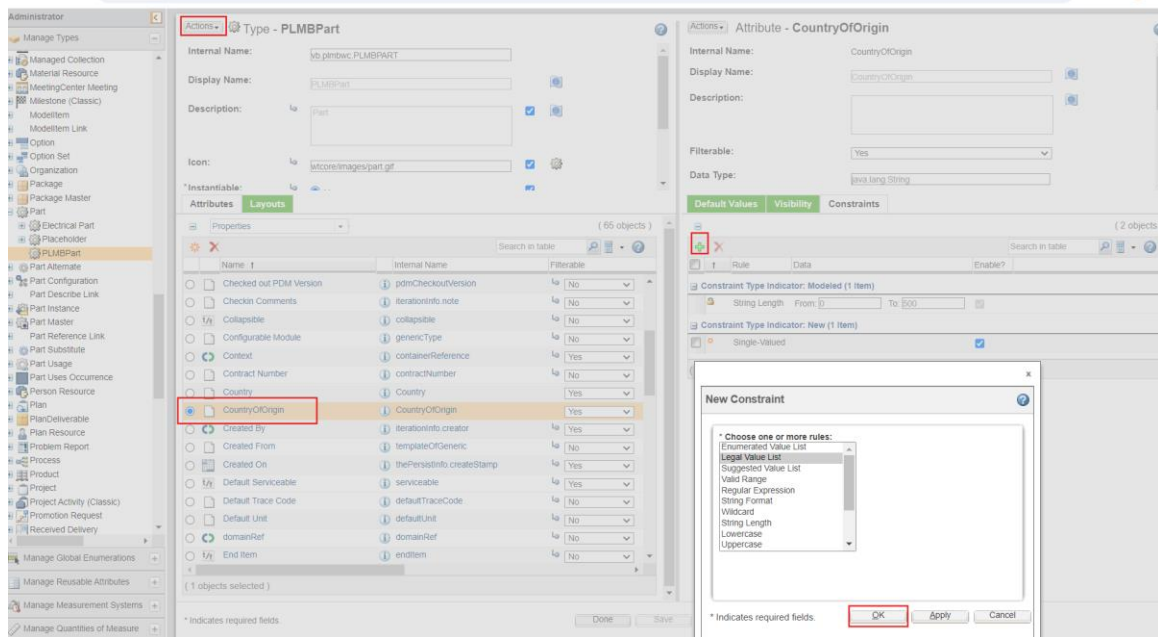 Administrator
Manage Types
Managed Collection
Material Resource
MeetingCenter Meeting
Milestone (Classic)
ModelItem
ModelItem Link
Option
Option Set
Organization
Package
Package Master
Part
Electrical Part
Placeholder
PLMBPart
Part Alternate
Part Configuration
Part Describe Link
Part Instance
Part Master
Part Reference Link
Part Substitute
Part Usage
Part Uses Occurrence
Person Resource
Plan
PlanDeliverable
Plan Resource
Problem Report
Process
Product
Project
Project Activity (Classic)
Promotion Request
Received Delivery
Manage Global Enumerations
Manage Reusable Attributes
Manage Measurement Systems
Manage Quantities of Measure
Actions Type - PLMBPart
Internal Name: vb.plmbwc.PLMBPART
Display Name: PLMBPart
Description: Part
Icon: wtcore/images/part.gif
*Instantiable:
Attributes Layouts
Properties ( 65 objects )
Search in table
Name ↑ Internal Name Filterable
Checked out PDM Version pdmCheckoutVersion No
Checkin Comments iterationInfo.note No
Collapsible collapsible No
Configurable Module genericType No
Context containerReference Yes
Contract Number contractNumber No
Country Country Yes
CountryOfOrigin CountryOfOrigin Yes
Created By iterationInfo.creator Yes
Created From templateOfGeneric No
Created On thePersistInfo.createStamp Yes
Default Serviceable serviceable Yes
Default Trace Code defaultTraceCode No
Default Unit defaultUnit No
domainRef domainRef No
End Item endItem No
( 1 objects selected )
* Indicates required fields. Done Save
Actions Attribute - CountryOfOrigin
Internal Name: CountryOfOrigin
Display Name: CountryOfOrigin
Description:
Filterable: Yes
Data Type: java.lang.String
Default Values Visibility Constraints
( 2 objects
Search in table
↑ Rule Data Enable?
Constraint Type Indicator: Modeled (1 Item)
String Length From: 0 To: 500
Constraint Type Indicator: New (1 Item)
Single-Valued
x
New Constraint
* Choose one or more rules:
Enumerated Value List
Legal Value List
Suggested Value List
Valid Range
Regular Expression
String Format
Wildcard
String Length
Lowercase
Uppercase
* Indicates required fields. OK Apply Cancel